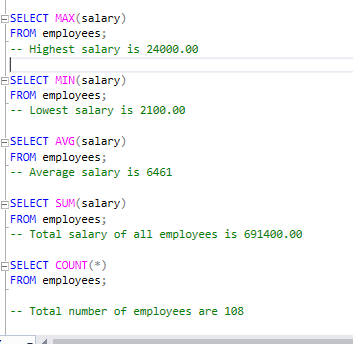 SELECT MAX(salary)
FROM employees;
-- Highest salary is 24000.00
SELECT MIN(salary)
FROM employees;
-- Lowest salary is 2100.00
SELECT AVG(salary)
FROM employees;
-- Average salary is 6461
SELECT SUM(salary)
FROM employees;
-- Total salary of all employees is 691400.00
SELECT COUNT(*)
FROM employees;
-- Total number of employees are 108